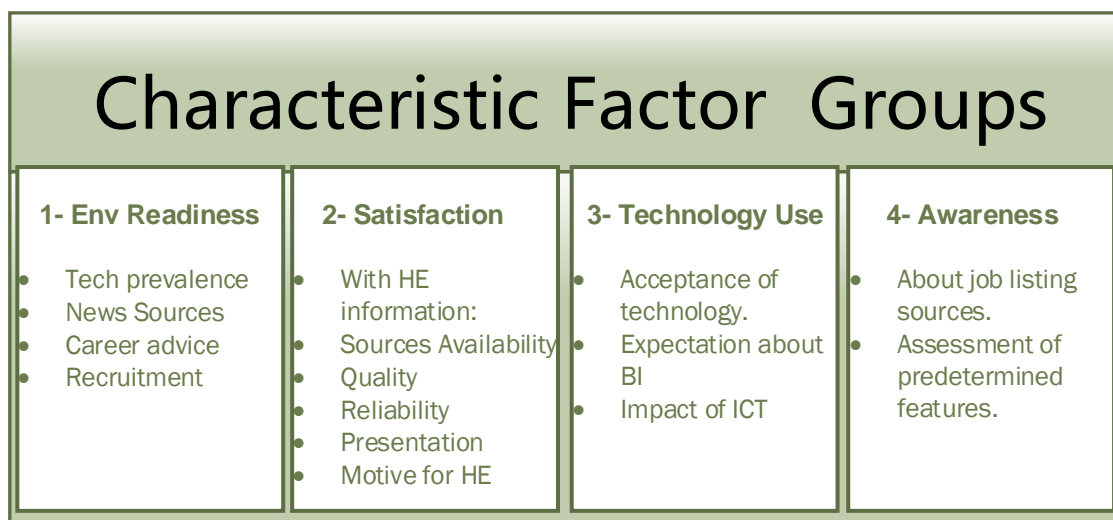 Characteristic Factor Groups
1- Env Readiness
• Tech prevalence
• News Sources
• Career advice
• Recruitment
2- Satisfaction
• With HE
information:
• Sources Availability
• Quality
• Reliability
• Presentation
• Motive for HE
3- Technology Use
• Acceptance of
technology.
• Expectation about
BI
• Impact of ICT
4- Awareness
• About job listing
sources.
• Assessment of
predetermined
features.